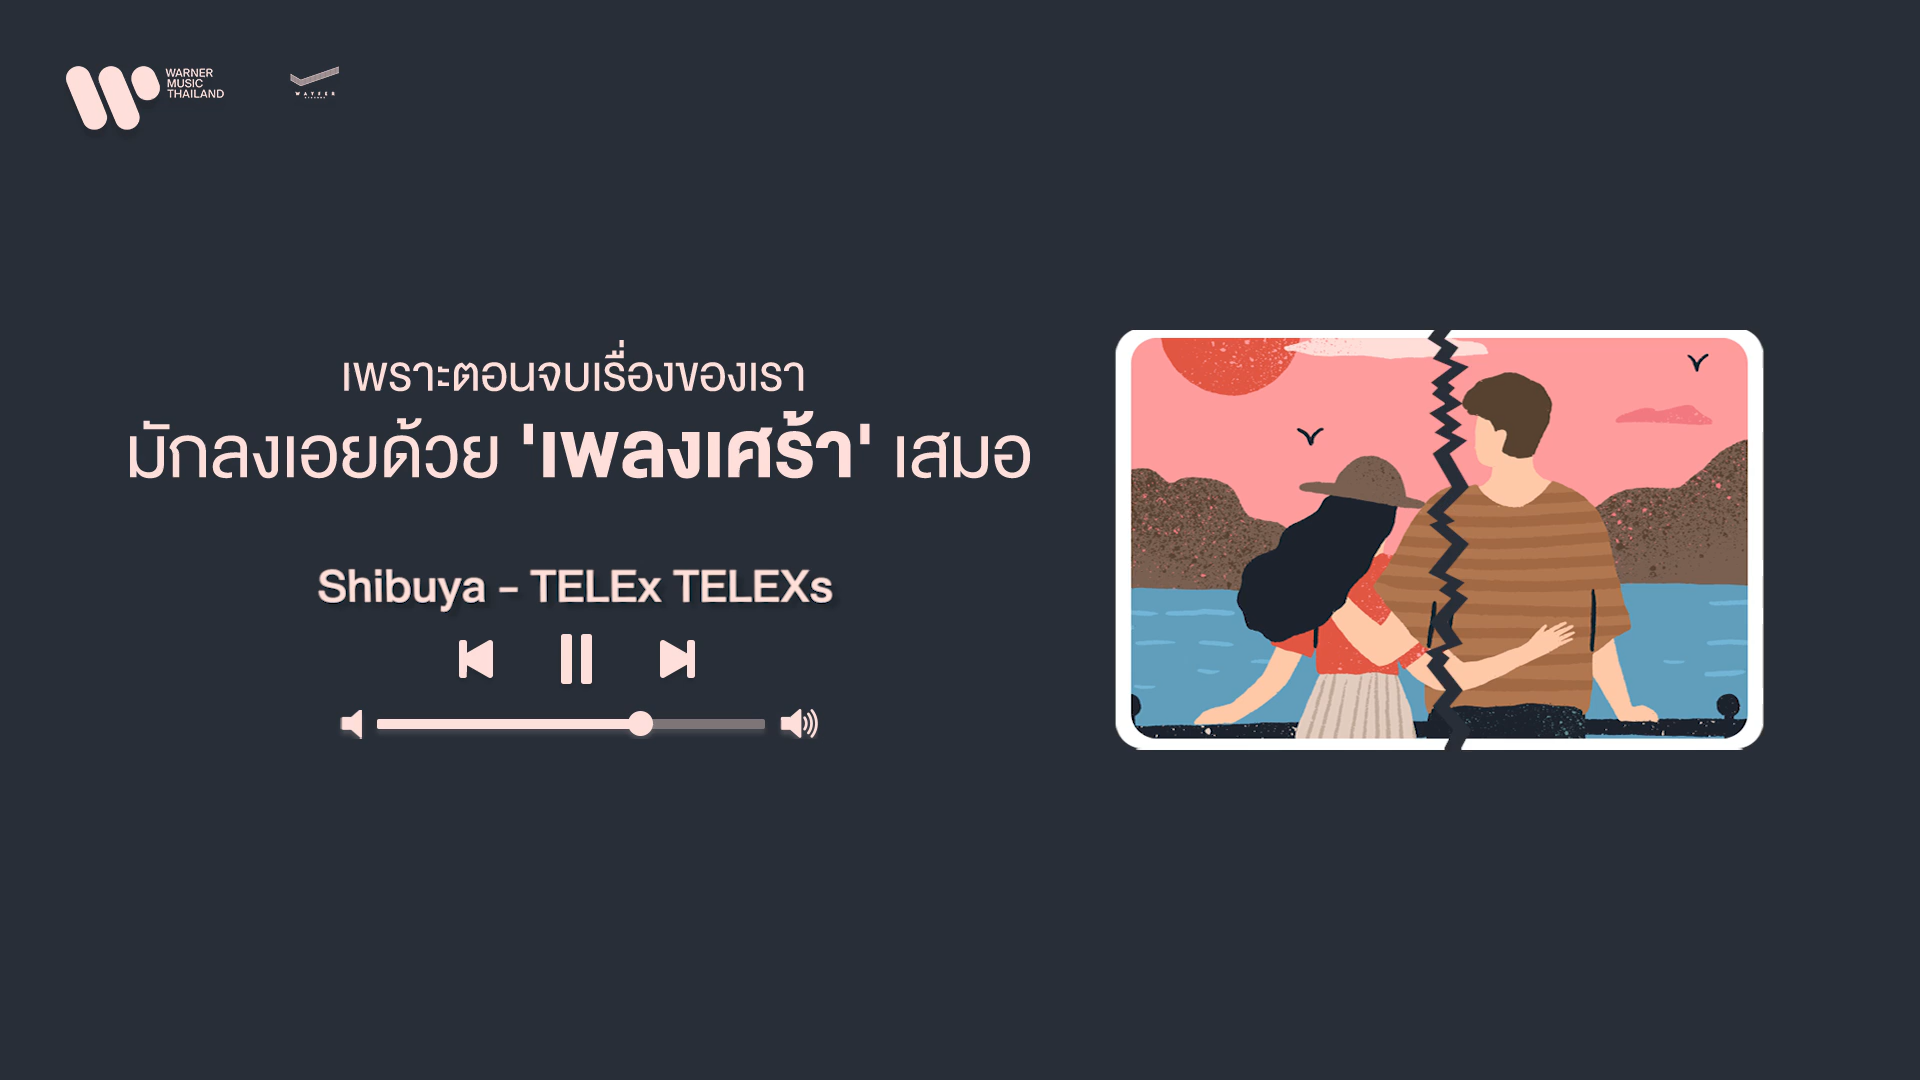 WARNER
MUSIC
THAILAND
WAYFER
RECORDS
เพราะตอนจบเรื่องของเรา
มักลงเอยด้วย 'เพลงเศร้า' เสมอ
Shibuya - TELEx TELEXs